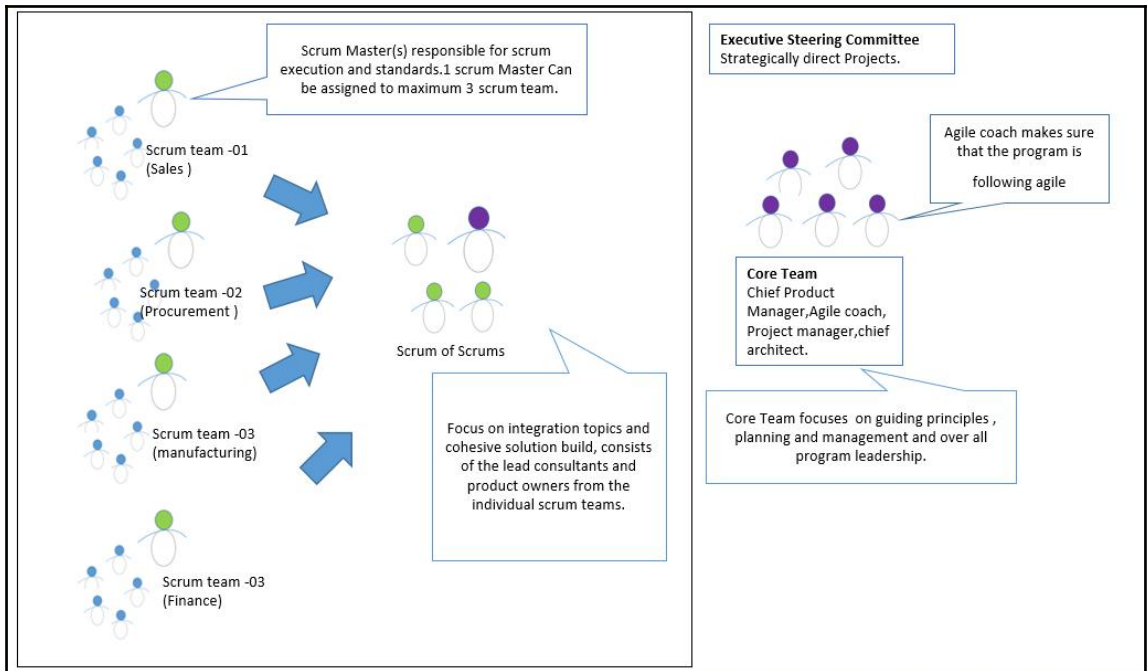 Scrum Master(s) responsible for scrum
execution and standards.1 scrum Master Can
be assigned to maximum 3 scrum team.
Scrum team -01
(Sales )
Scrum team -02
(Procurement )
Scrum team -03
(manufacturing)
Scrum team -03
(Finance)
Scrum of Scrums
Focus on integration topics and
cohesive solution build, consists
of the lead consultants and
product owners from the
individual scrum teams.
Executive Steering Committee
Strategically direct Projects.
Agile coach makes sure
that the program is
following agile
Core Team
Chief Product
Manager,Agile coach,
Project manager,chief
architect.
Core Team focuses on guiding principles ,
planning and management and over all
program leadership.